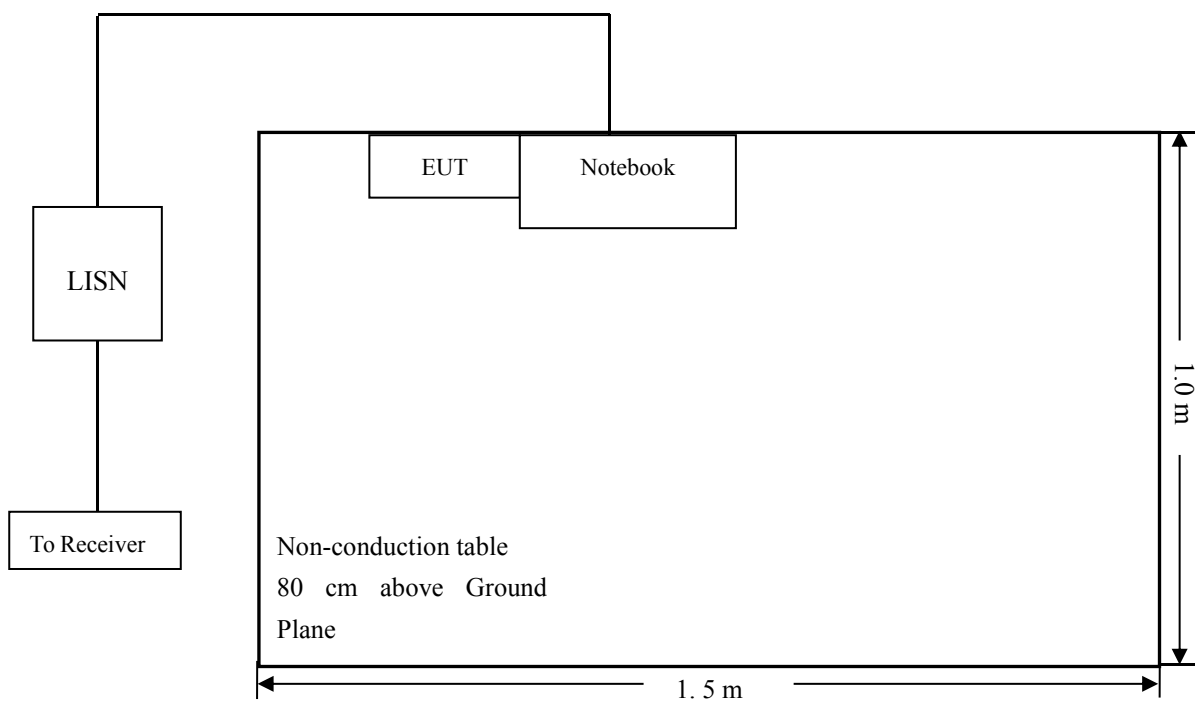 EUT
Notebook
LISN
1.0 m
To Receiver
Non-conduction table
80 cm above Ground
Plane
1. 5 m